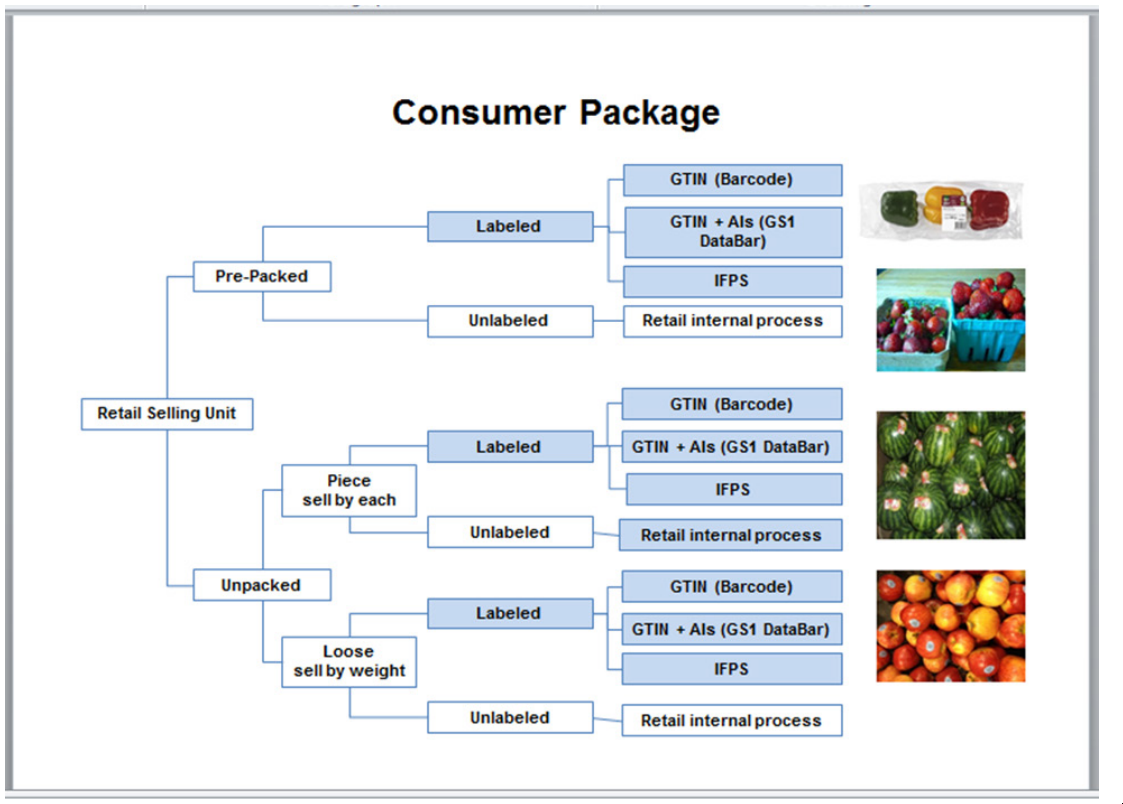 Consumer Package
GTIN (Barcode)
Labeled
GTIN + AIs (GS1
DataBar)
Pre-Packed
IFPS
Unlabeled
Retail internal process
Retail Selling Unit
GTIN (Barcode)
Labeled
GTIN + AIs (GS1 DataBar)
Piece
sell by each
IFPS
Unlabeled
Retail internal process
Unpacked
GTIN (Barcode)
Labeled
GTIN + AIs (GS1 DataBar)
Loose
sell by weight
IFPS
Unlabeled
Retail internal process